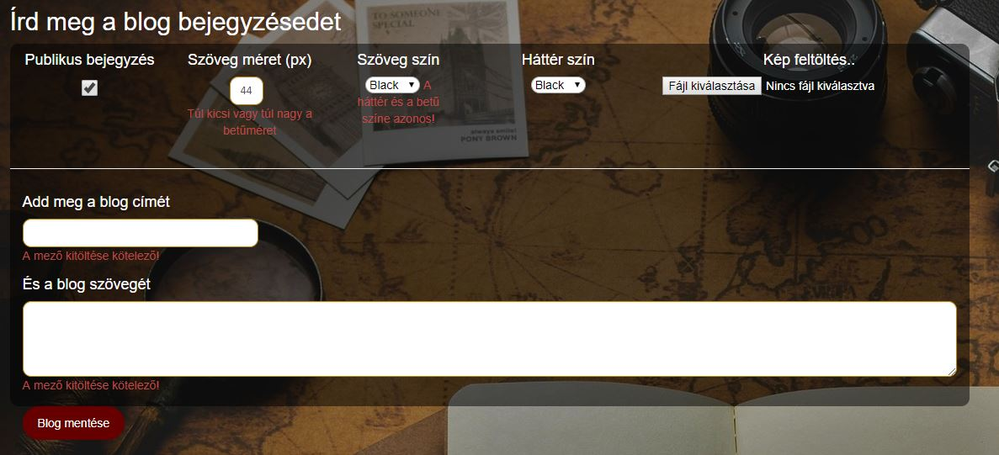 Írd meg a blog bejegyzésedet
Publikus bejegyzés
Szöveg méret (px)
Szöveg szín
Háttér szín
Kép feltöltés..
44
Túl kicsi vagy túl nagy a
betűméret
Black A
háttér és a betű
színe azonos!
Black
Fájl kiválasztása Nincs fájl kiválasztva
TO SOMEONE
SPECIAL
always smile!
PONY BROWN
Add meg a blog címét
A mező kitöltése kötelező!
És a blog szövegét
A mező kitöltése kötelező!
Blog mentése